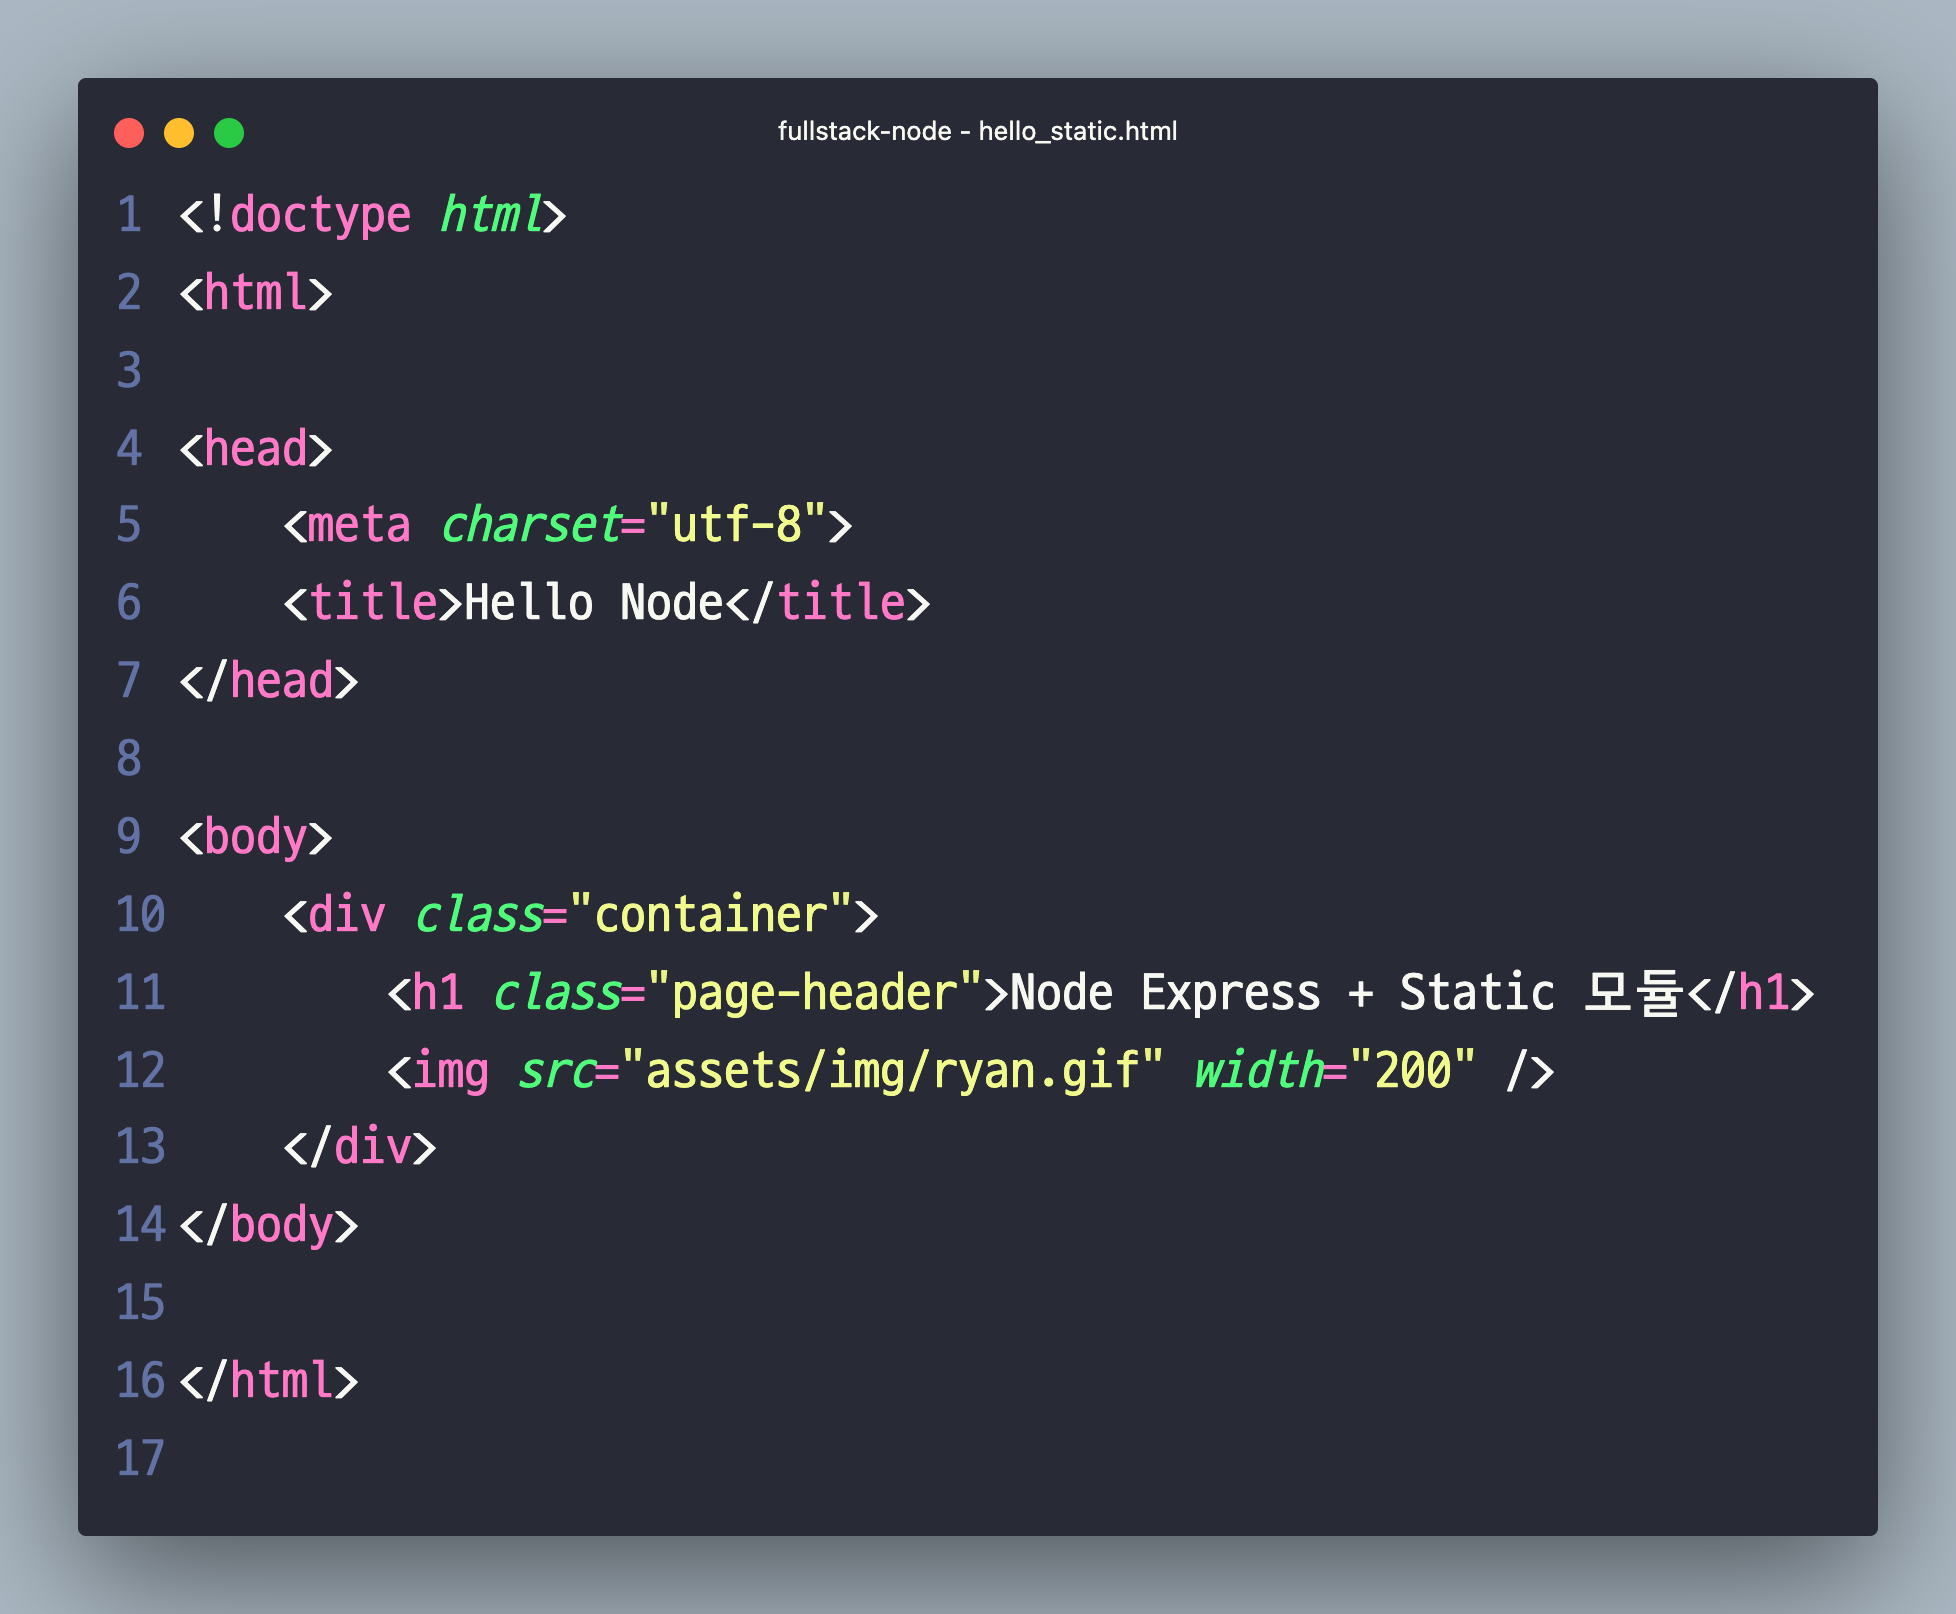 fullstack-node - hello_static.html
1 <!doctype html>
2 <html>
3
4 <head>
5     <meta charset="utf-8">
6     <title>Hello Node</title>
7 </head>
8
9 <body>
10     <div class="container">
11         <h1 class="page-header">Node Express + Static 모듈</h1>
12         <img src="assets/img/ryan.gif" width="200" />
13     </div>
14 </body>
15
16 </html>
17